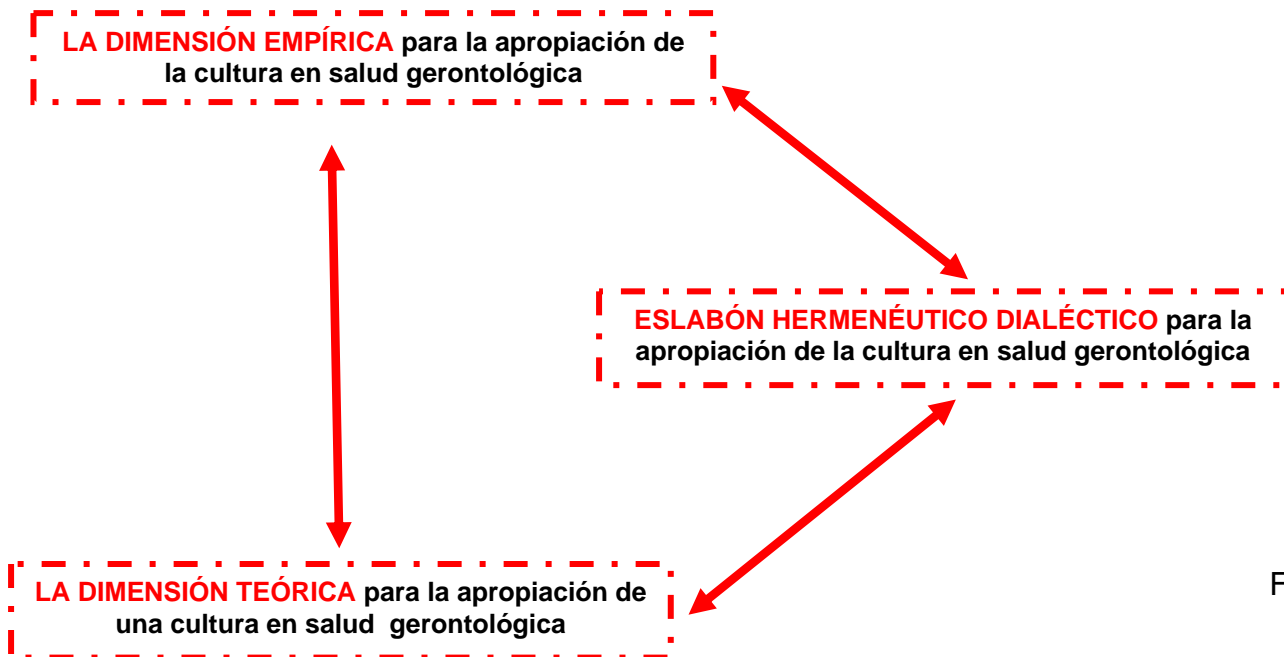 LA DIMENSIÓN EMPÍRICA para la apropiación de
la cultura en salud gerontológica
ESLABÓN HERMENÉUTICO DIALÉCTICO para la
apropiación de la cultura en salud gerontológica
LA DIMENSIÓN TEÓRICA para la apropiación de
una cultura en salud gerontológica
F